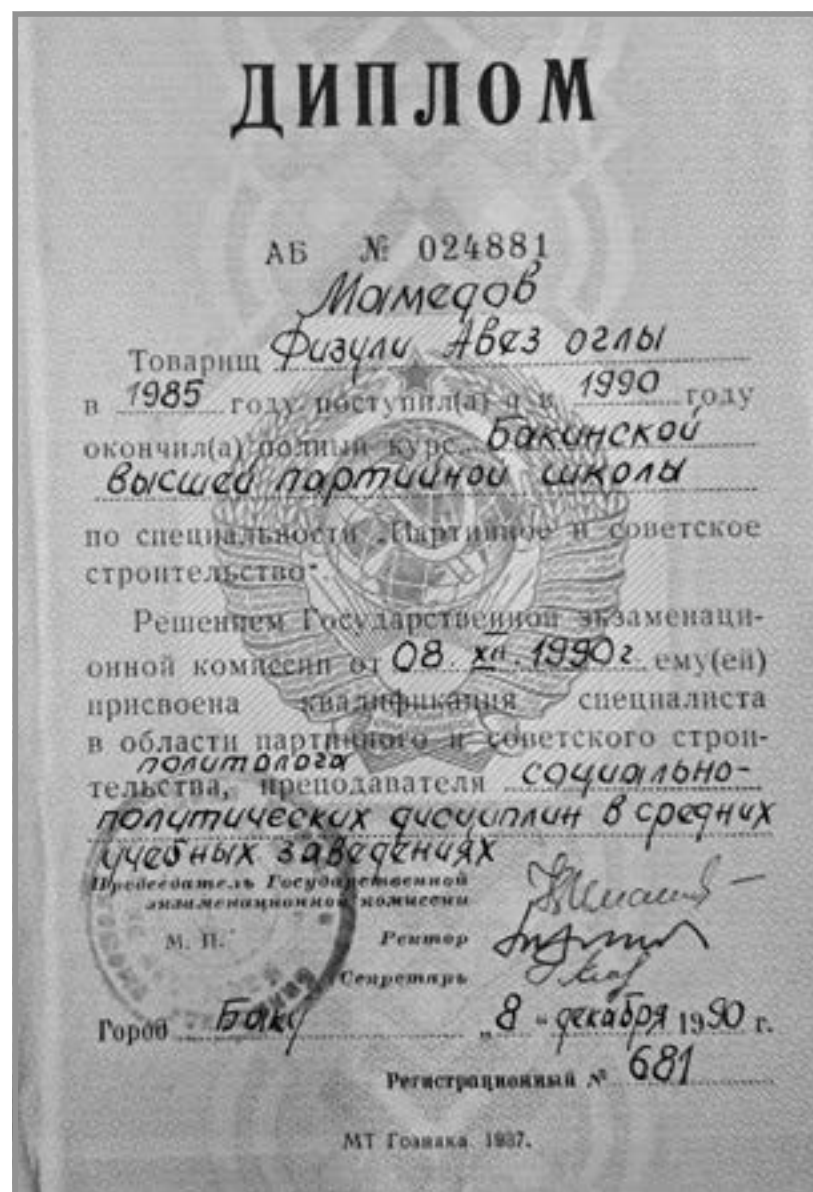 ДИПЛОМ
АБ № 024881
Мамедов
Товарищ Физули Авез оглы
в 1985 году поступил(а) и в 1990 году
окончил(а) полный курс Бакинской
высшей партийной школы
по специальности „Партийное и советское
строительство“.
Решением Государственной экзаменаци-
онной комиссии от 08. XII. 1990г. ему(ей)
присвоена квалификация специалиста
в области партийного и советского строи-
политолога
тельства, преподавателя социально-
политических дисциплин в средних
учебных заведениях
Председатель Государственной
экзаменационной комиссии
М. П. Ректор
Секретарь
Город Баку „8“ декабря 1990 г.
Регистрационный № 681
МТ Гознака. 1987.